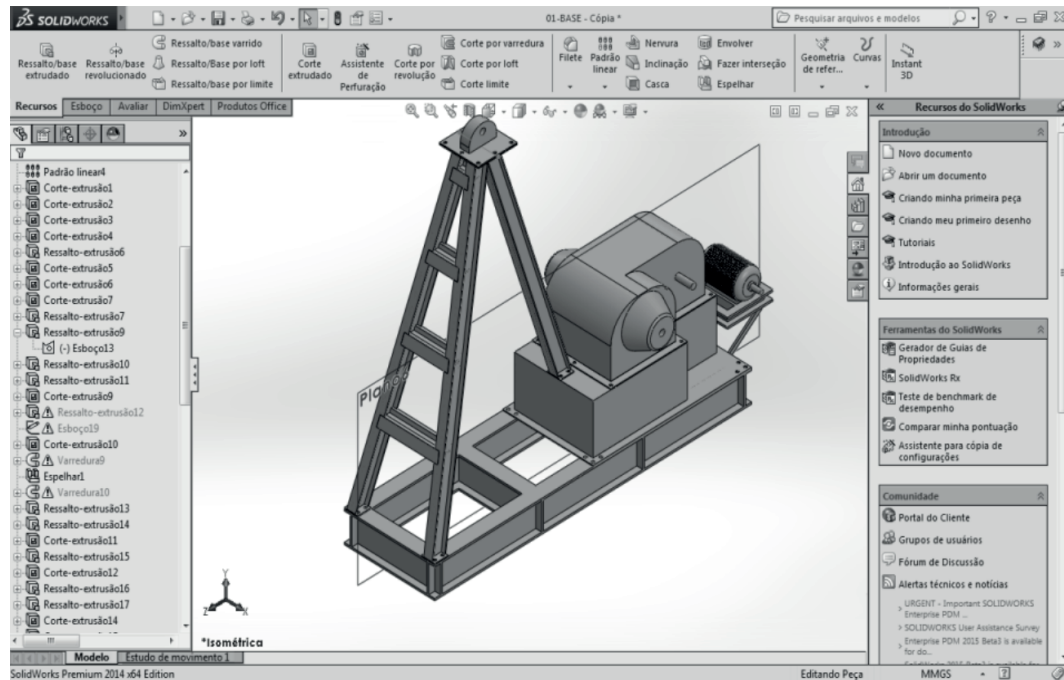 SOLIDWORKS
01-BASE - Cópia *
Pesquisar arquivos e modelos
Ressalto/base extrudado
Ressalto/base revolucionado
Ressalto/base varrido
Ressalto/Base por loft
Ressalto/base por limite
Corte extrudado
Assistente de Perfuração
Corte por revolução
Corte por varredura
Corte por loft
Corte limite
Filete
Padrão linear
Nervura
Inclinação
Casca
Envolver
Fazer interseção
Espelhar
Geometria de refer...
Curvas
Instant 3D
Recursos
Esboço
Avaliar
DimXpert
Produtos Office
Padrão linear4
Corte-extrusão1
Corte-extrusão2
Corte-extrusão3
Corte-extrusão4
Ressalto-extrusão6
Corte-extrusão5
Corte-extrusão6
Corte-extrusão7
Ressalto-extrusão7
Ressalto-extrusão9
(-) Esboço13
Ressalto-extrusão10
Ressalto-extrusão11
Corte-extrusão9
Ressalto-extrusão12
Esboço19
Corte-extrusão10
Varredura9
Espelhar1
Varredura10
Ressalto-extrusão13
Ressalto-extrusão14
Corte-extrusão11
Ressalto-extrusão15
Corte-extrusão12
Ressalto-extrusão16
Ressalto-extrusão17
Corte-extrusão14
Y
Z
X
*Isométrica
Recursos do SolidWorks
Introdução
Novo documento
Abrir um documento
Criando minha primeira peça
Criando meu primeiro desenho
Tutoriais
Introdução ao SolidWorks
Informações gerais
Ferramentas do SolidWorks
Gerador de Guias de
Propriedades
SolidWorks Rx
Teste de benchmark de
desempenho
Comparar minha pontuação
Assistente para cópia de
configurações
Comunidade
Portal do Cliente
Grupos de usuários
Fórum de Discussão
Alertas técnicos e notícias
URGENT - Important SOLIDWORKS
Enterprise PDM ...
SOLIDWORKS User Assistance Survey
Enterprise PDM 2015 Beta3 is available
for do...
Modelo
Estudo de movimento 1
SolidWorks Premium 2014 x64 Edition
Editando Peça
MMGS